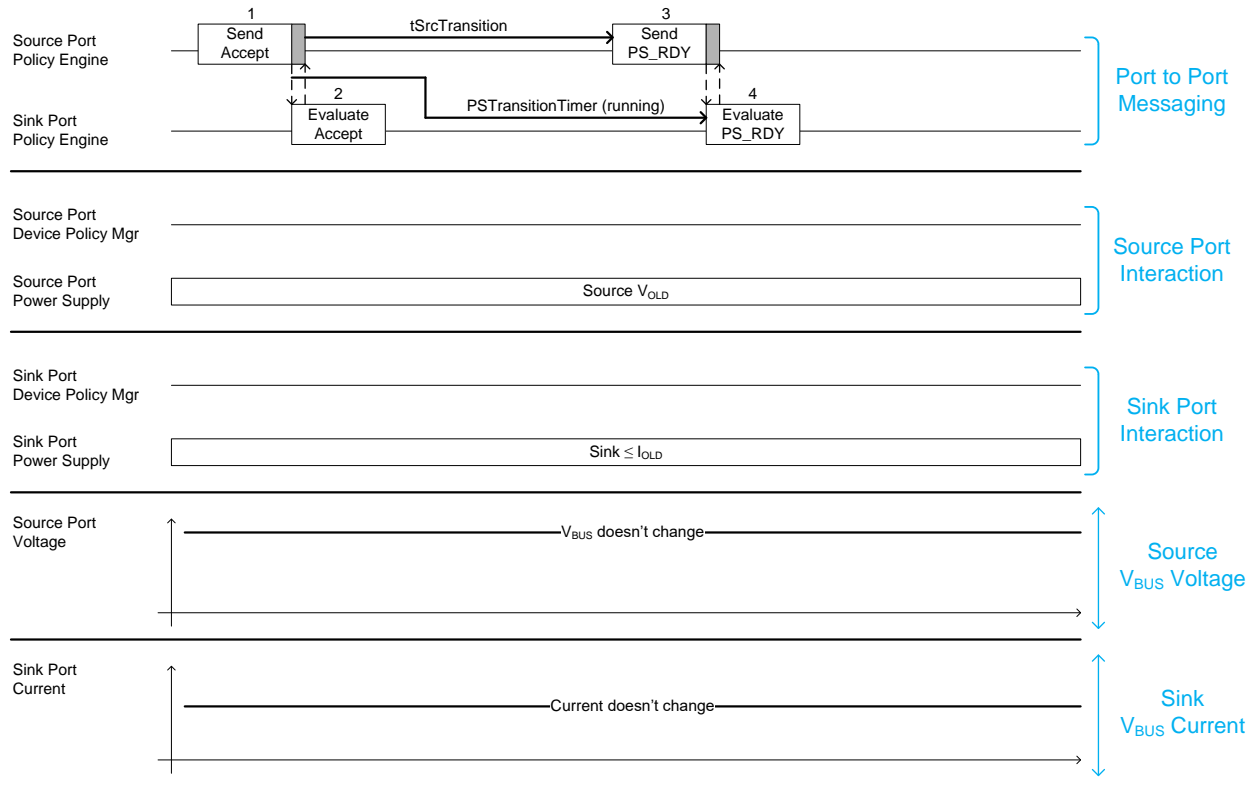 1
Send
Accept
tSrcTransition
3
Send
PS_RDY
Source Port
Policy Engine
2
Evaluate
Accept
PSTransitionTimer (running)
4
Evaluate
PS_RDY
Sink Port
Policy Engine
Port to Port
Messaging
Source Port
Device Policy Mgr
Source Port
Power Supply
Source VOLD
Source Port
Interaction
Sink Port
Device Policy Mgr
Sink Port
Power Supply
Sink ≤ IOLD
Sink Port
Interaction
Source Port
Voltage
VBUS doesn’t change
Source
VBUS Voltage
Sink Port
Current
Current doesn’t change
Sink
VBUS Current